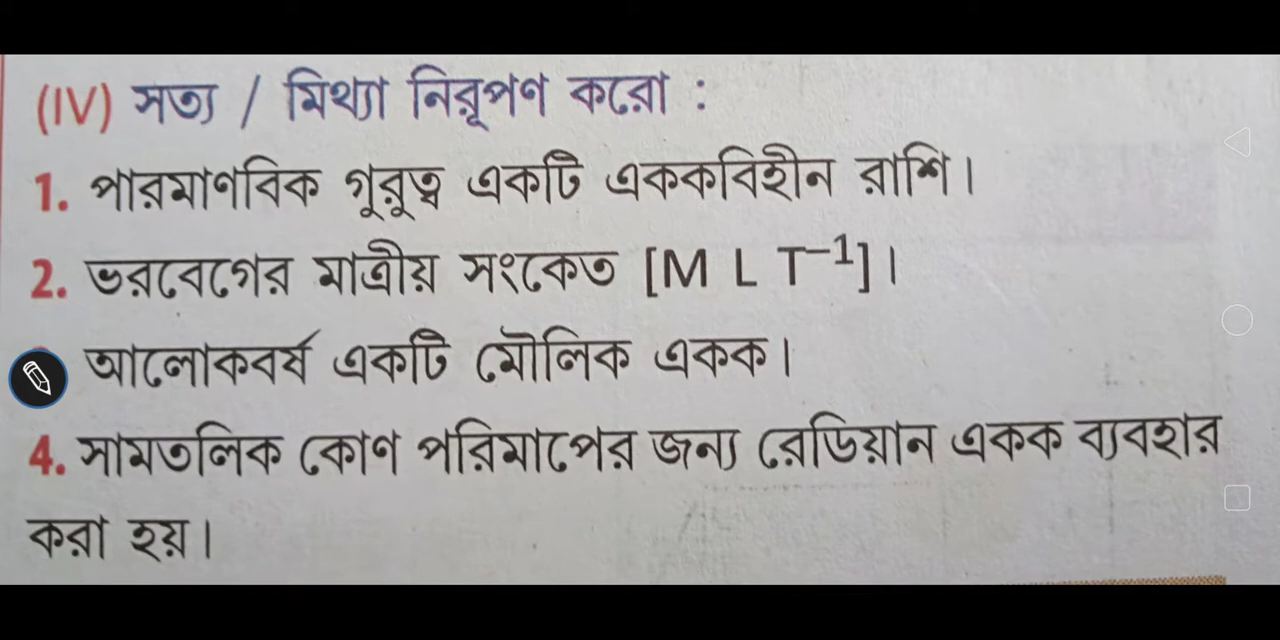 (IV) সত্য / মিথ্যা নিরূপণ করো :
1. পারমাণবিক গুরুত্ব একটি এককবিহীন রাশি।
2. ভরবেগের মাত্রীয় সংকেত [M L T⁻¹]।
আলোকবর্ষ একটি মৌলিক একক।
4. সামতলিক কোণ পরিমাপের জন্য রেডিয়ান একক ব্যবহার
করা হয়।